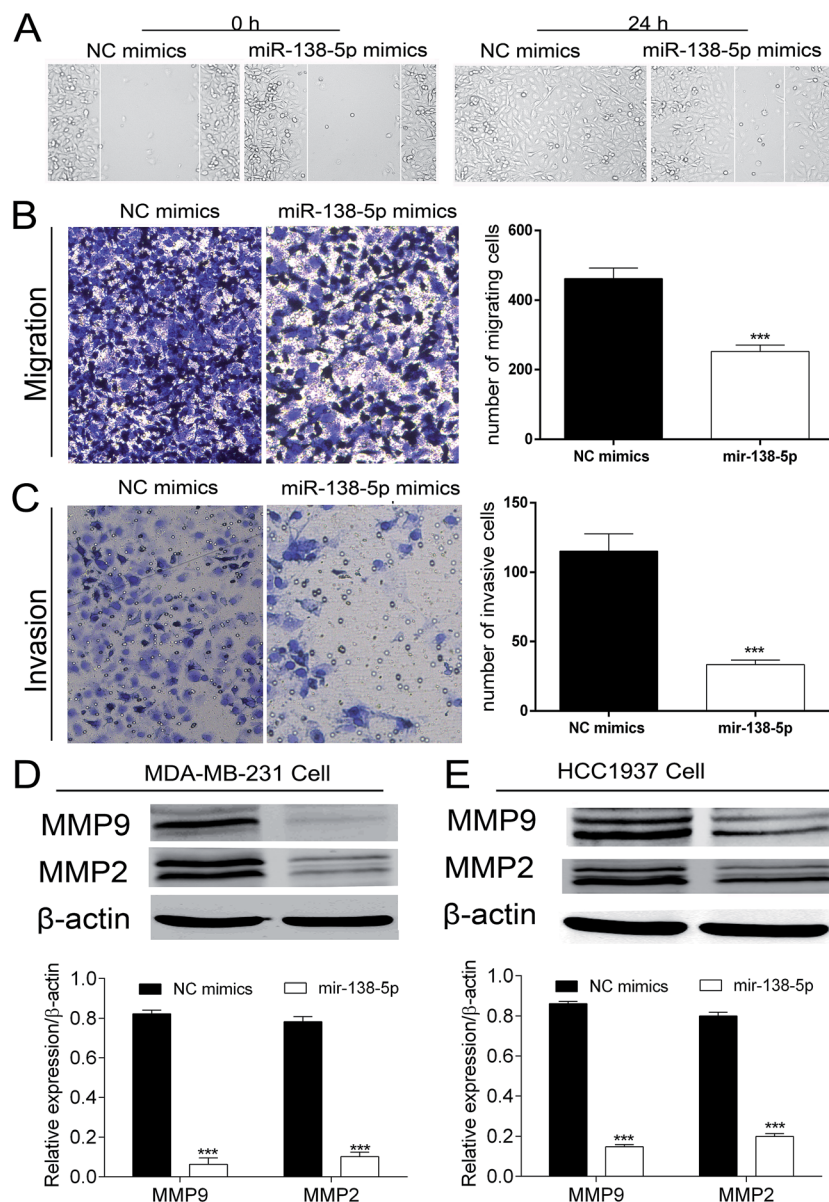 A
0 h
24 h
NC mimics
miR-138-5p mimics
NC mimics
miR-138-5p mimics
B
NC mimics
miR-138-5p mimics
Migration
number of migrating cells
600
400
200
0
***
NC mimics
mir-138-5p
C
NC mimics
miR-138-5p mimics
Invasion
number of invasive cells
150
100
50
0
***
NC mimics
mir-138-5p
D
MDA-MB-231 Cell
MMP9
MMP2
β-actin
Relative expression/β-actin
1.0
0.8
0.6
0.4
0.2
0.0
NC mimics
mir-138-5p
***
***
MMP9
MMP2
E
HCC1937 Cell
MMP9
MMP2
β-actin
Relative expression/β-actin
1.0
0.8
0.6
0.4
0.2
0.0
NC mimics
mir-138-5p
***
***
MMP9
MMP2